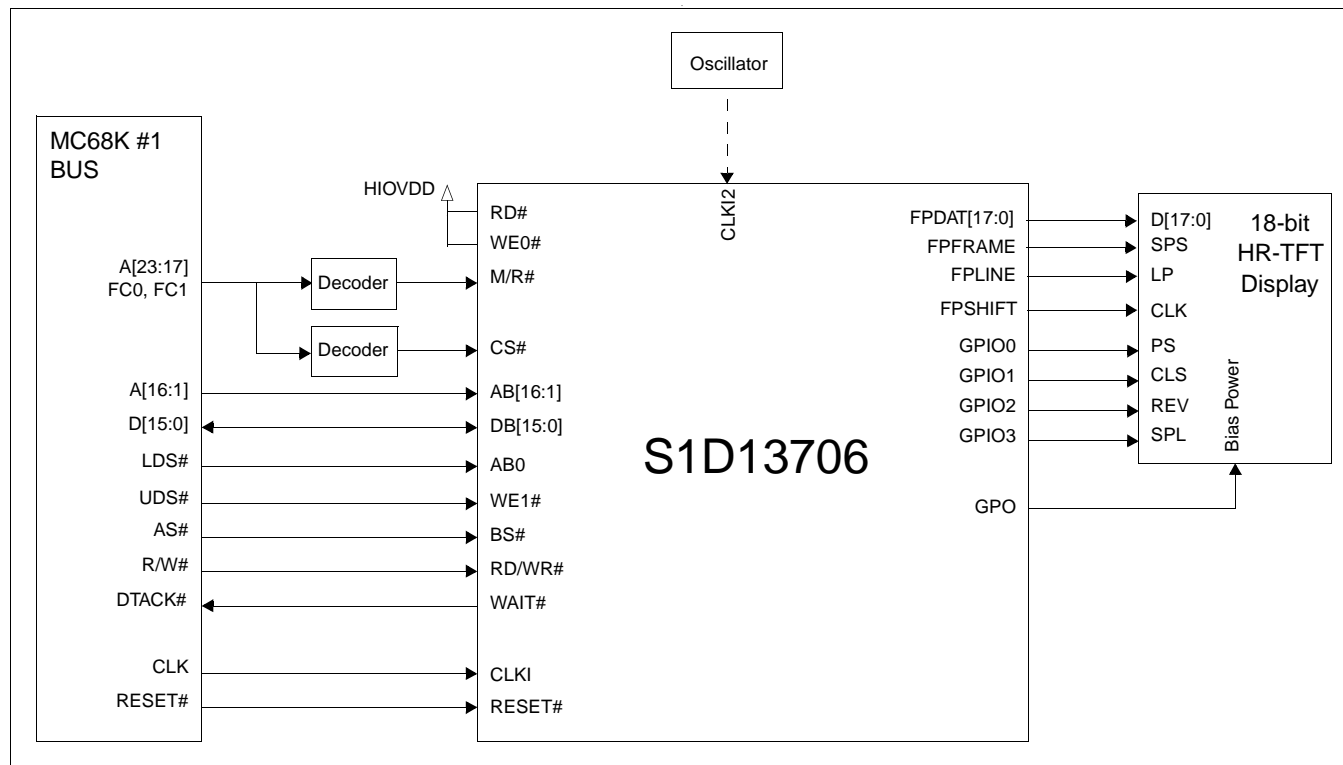 Oscillator
MC68K #1
BUS
A[23:17]
FC0, FC1
A[16:1]
D[15:0]
LDS#
UDS#
AS#
R/W#
DTACK#
CLK
RESET#
HIOVDD
Decoder
Decoder
RD#
WE0#
M/R#
CS#
AB[16:1]
DB[15:0]
AB0
WE1#
BS#
RD/WR#
WAIT#
CLKI
RESET#
CLKI2
S1D13706
FPDAT[17:0]
FPFRAME
FPLINE
FPSHIFT
GPIO0
GPIO1
GPIO2
GPIO3
GPO
D[17:0]
SPS
LP
CLK
PS
CLS
REV
SPL
18-bit
HR-TFT
Display
Bias Power